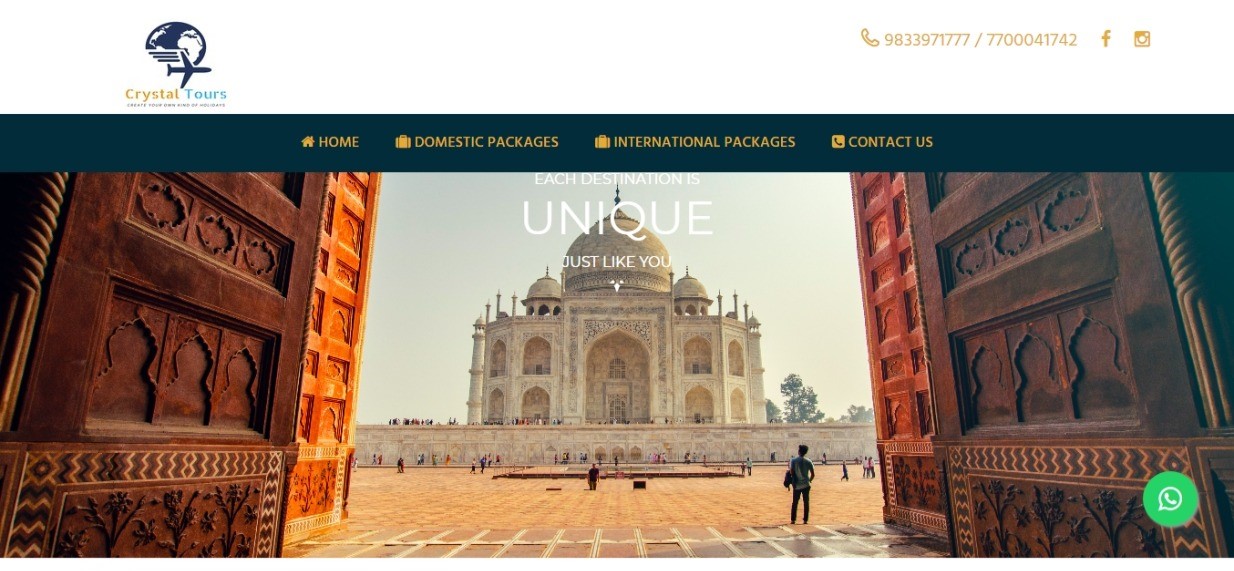 9833971777 / 7700041742
Crystal Tours
CREATE YOUR OWN KIND OF HOLIDAYS
HOME DOMESTIC PACKAGES INTERNATIONAL PACKAGES CONTACT US
EACH DESTINATION IS
UNIQUE
JUST LIKE YOU